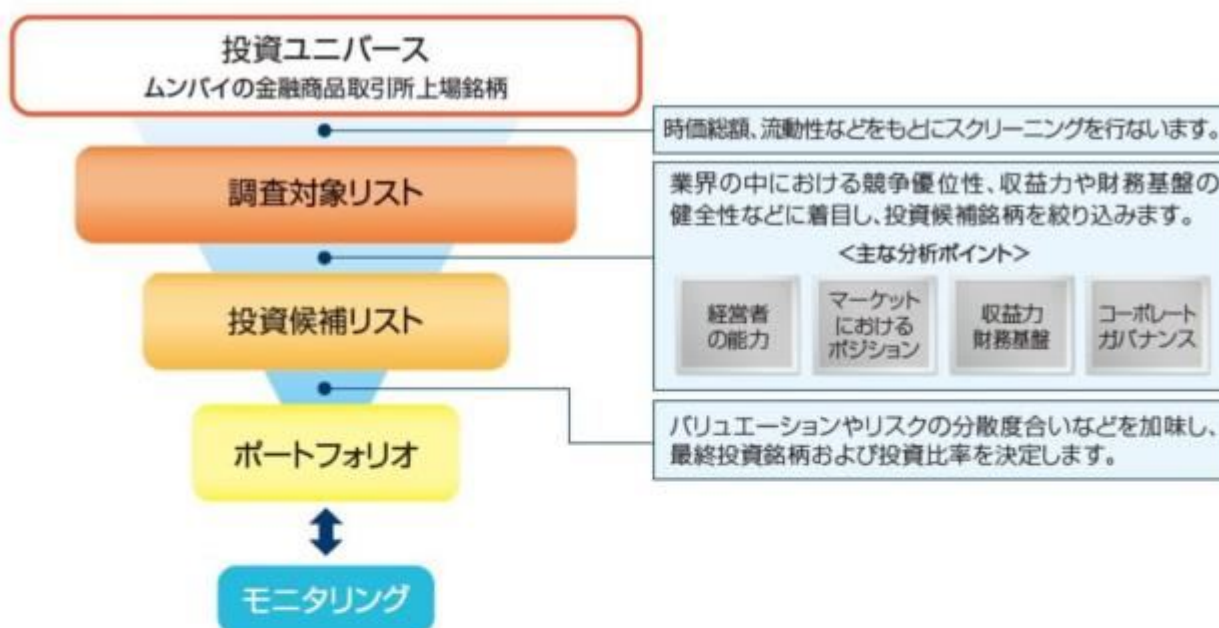 投資ユニバース
ムンバイの金融商品取引所上場銘柄
時価総額、流動性などをもとにスクリーニングを行ないます。
調査対象リスト
業界の中における競争優位性、収益力や財務基盤の
健全性などに着目し、投資候補銘柄を絞り込みます。
<主な分析ポイント>
経営者
の能力
マーケット
における
ポジション
収益力
財務基盤
コーポレート
ガバナンス
投資候補リスト
バリュエーションやリスクの分散度合いなどを加味し、
最終投資銘柄および投資比率を決定します。
ポートフォリオ
モニタリング